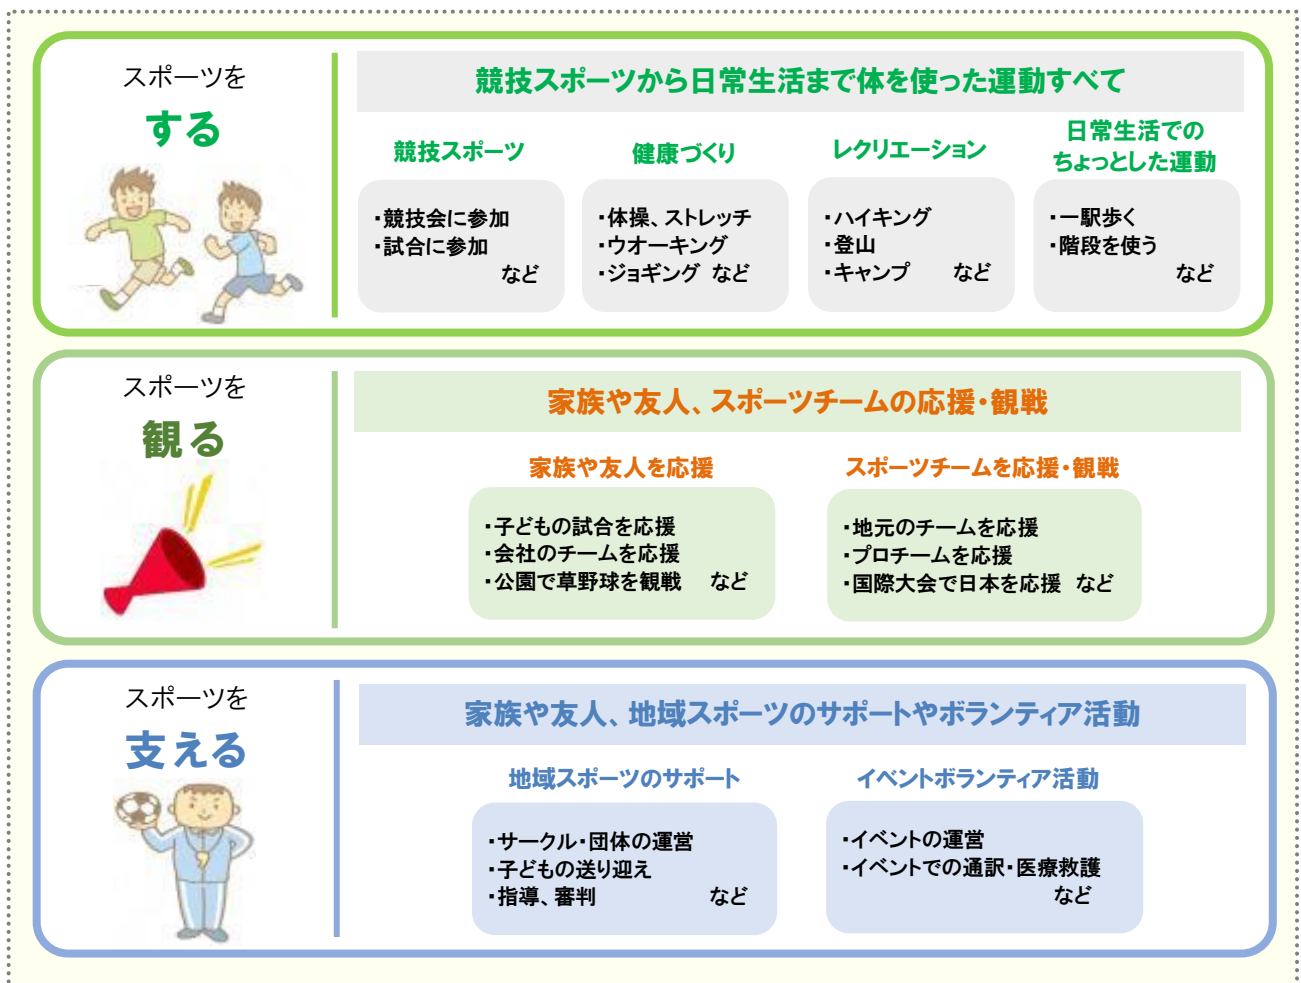 スポーツを
する
競技スポーツから日常生活まで体を使った運動すべて
競技スポーツ
・競技会に参加
・試合に参加
など
健康づくり
・体操、ストレッチ
・ウオーキング
・ジョギング など
レクリエーション
・ハイキング
・登山
・キャンプ など
日常生活での
ちょっとした運動
・一駅歩く
・階段を使う
など
スポーツを
観る
家族や友人、スポーツチームの応援・観戦
家族や友人を応援
・子どもの試合を応援
・会社のチームを応援
・公園で草野球を観戦 など
スポーツチームを応援・観戦
・地元のチームを応援
・プロチームを応援
・国際大会で日本を応援 など
スポーツを
支える
家族や友人、地域スポーツのサポートやボランティア活動
地域スポーツのサポート
・サークル・団体の運営
・子どもの送り迎え
・指導、審判 など
イベントボランティア活動
・イベントの運営
・イベントでの通訳・医療救護
など